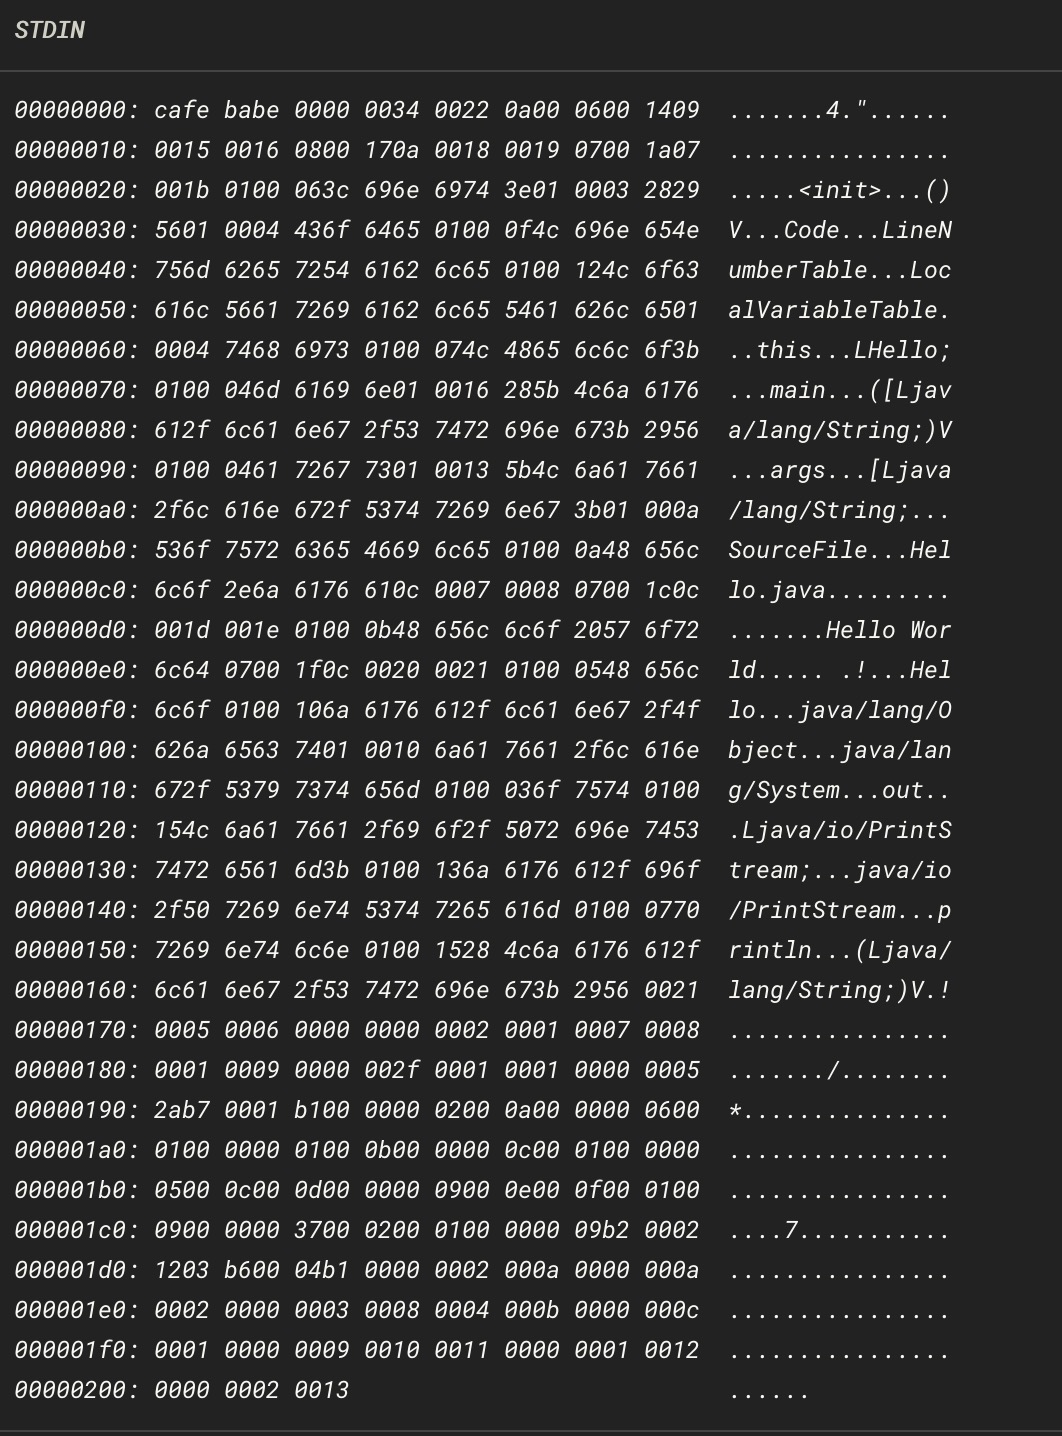 STDIN
00000000: cafe babe 0000 0034 0022 0a00 0600 1409  .......4."......
00000010: 0015 0016 0800 170a 0018 0019 0700 1a07  ................
00000020: 001b 0100 063c 696e 6974 3e01 0003 2829  .....<init>...()
00000030: 5601 0004 436f 6465 0100 0f4c 696e 654e  V...Code...LineN
00000040: 756d 6265 7254 6162 6c65 0100 124c 6f63  umberTable...Loc
00000050: 616c 5661 7269 6162 6c65 5461 626c 6501  alVariableTable.
00000060: 0004 7468 6973 0100 074c 4865 6c6c 6f3b  ..this...LHello;
00000070: 0100 046d 6169 6e01 0016 285b 4c6a 6176  ...main...([Ljav
00000080: 612f 6c61 6e67 2f53 7472 696e 673b 2956  a/lang/String;)V
00000090: 0100 0461 7267 7301 0013 5b4c 6a61 7661  ...args...[Ljava
000000a0: 2f6c 616e 672f 5374 7269 6e67 3b01 000a  /lang/String;...
000000b0: 536f 7572 6365 4669 6c65 0100 0a48 656c  SourceFile...Hel
000000c0: 6c6f 2e6a 6176 610c 0007 0008 0700 1c0c  lo.java.........
000000d0: 001d 001e 0100 0b48 656c 6c6f 2057 6f72  .......Hello Wor
000000e0: 6c64 0700 1f0c 0020 0021 0100 0548 656c  ld..... .!...Hel
000000f0: 6c6f 0100 106a 6176 612f 6c61 6e67 2f4f  lo...java/lang/O
00000100: 626a 6563 7401 0010 6a61 7661 2f6c 616e  bject...java/lan
00000110: 672f 5379 7374 656d 0100 036f 7574 0100  g/System...out..
00000120: 154c 6a61 7661 2f69 6f2f 5072 696e 7453  .Ljava/io/PrintS
00000130: 7472 6561 6d3b 0100 136a 6176 612f 696f  tream;...java/io
00000140: 2f50 7269 6e74 5374 7265 616d 0100 0770  /PrintStream...p
00000150: 7269 6e74 6c6e 0100 1528 4c6a 6176 612f  rintln...(Ljava/
00000160: 6c61 6e67 2f53 7472 696e 673b 2956 0021  lang/String;)V.!
00000170: 0005 0006 0000 0000 0002 0001 0007 0008  ................
00000180: 0001 0009 0000 002f 0001 0001 0000 0005  ......./........
00000190: 2ab7 0001 b100 0000 0200 0a00 0000 0600  *...............
000001a0: 0100 0000 0100 0b00 0000 0c00 0100 0000  ................
000001b0: 0500 0c00 0d00 0000 0900 0e00 0f00 0100  ................
000001c0: 0900 0000 3700 0200 0100 0000 09b2 0002  ....7...........
000001d0: 1203 b600 04b1 0000 0002 000a 0000 000a  ................
000001e0: 0002 0000 0003 0008 0004 000b 0000 000c  ................
000001f0: 0001 0000 0009 0010 0011 0000 0001 0012  ................
00000200: 0000 0002 0013                           ......